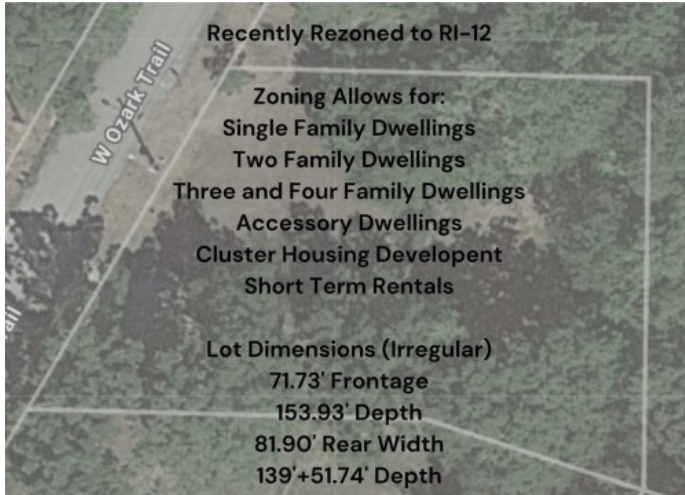 Recently Rezoned to RI-12
W Ozark Trail
Zoning Allows for:
Single Family Dwellings
Two Family Dwellings
Three and Four Family Dwellings
Accessory Dwellings
Cluster Housing Developent
Short Term Rentals
ail
Lot Dimensions (Irregular)
71.73' Frontage
153.93' Depth
81.90' Rear Width
139'+51.74' Depth